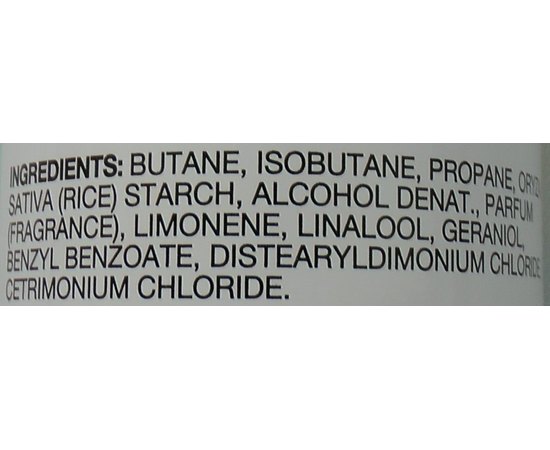 INGREDIENTS: BUTANE, ISOBUTANE, PROPANE, ORYZ
SATIVA (RICE) STARCH, ALCOHOL DENAT., PARFUM
(FRAGRANCE), LIMONENE, LINALOOL, GERANIOL,
BENZYL BENZOATE, DISTEARYLDIMONIUM CHLORIDE
CETRIMONIUM CHLORIDE.